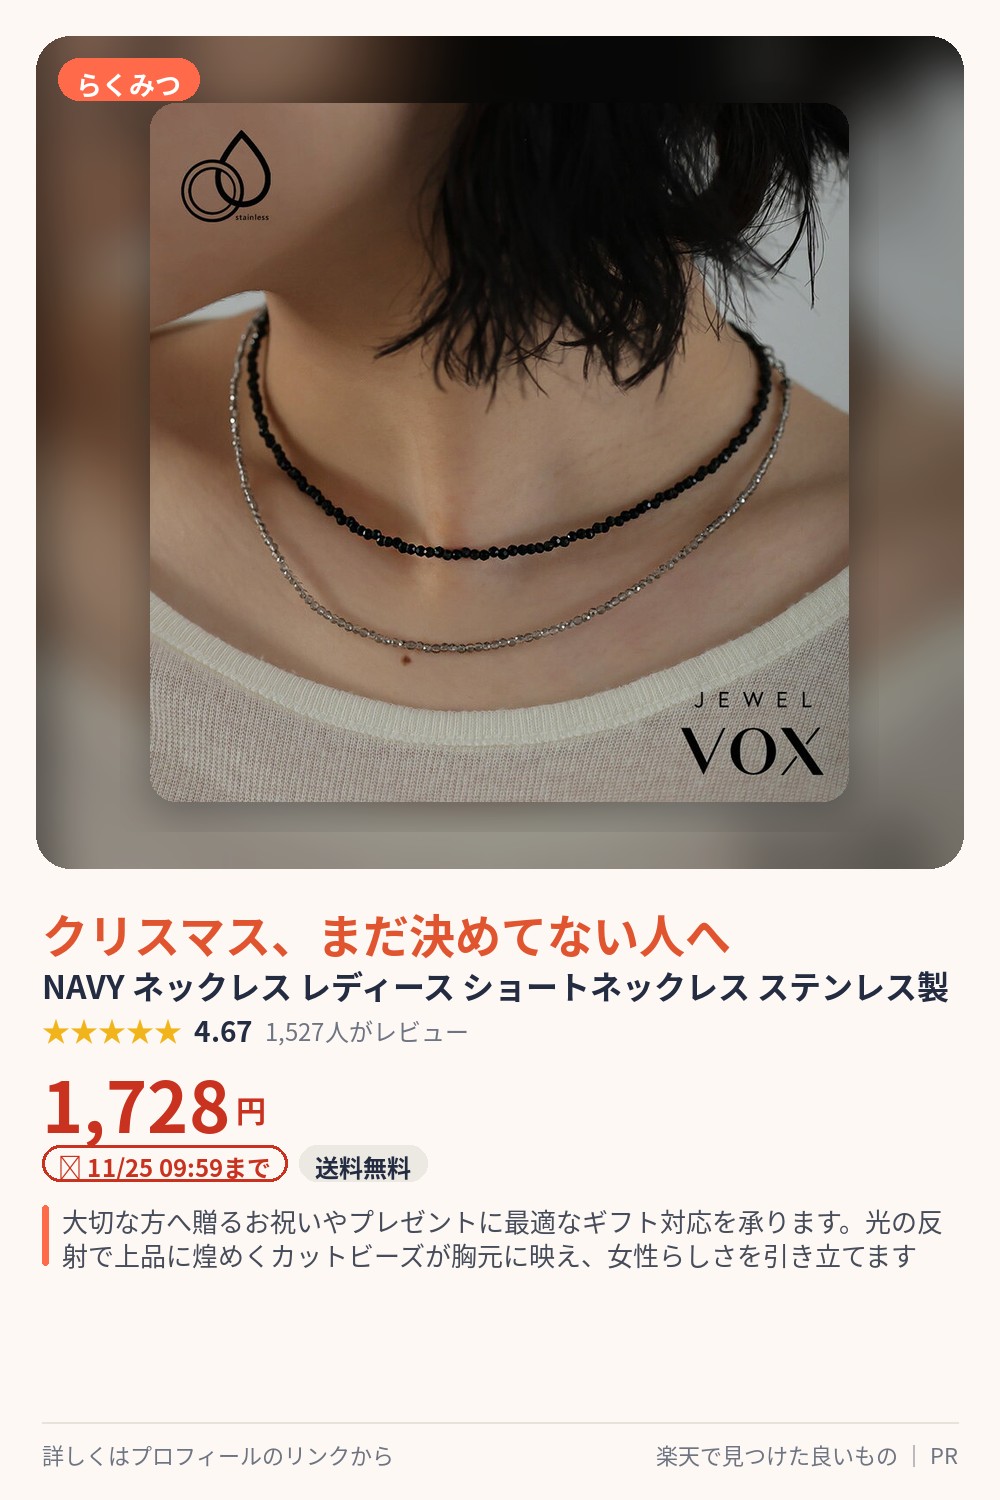 らくみつ
stainless
JEWEL
VOX
クリスマス、まだ決めてない人へ
NAVY ネックレス レディース ショートネックレス ステンレス製
★★★★★ 4.67 1,527人がレビュー
1,728円
11/25 09:59まで 送料無料
大切な方へ贈るお祝いやプレゼントに最適なギフト対応を承ります。光の反
射で上品に煌めくカットビーズが胸元に映え、女性らしさを引き立てます
詳しくはプロフィールのリンクから
楽天で見つけた良いもの | PR